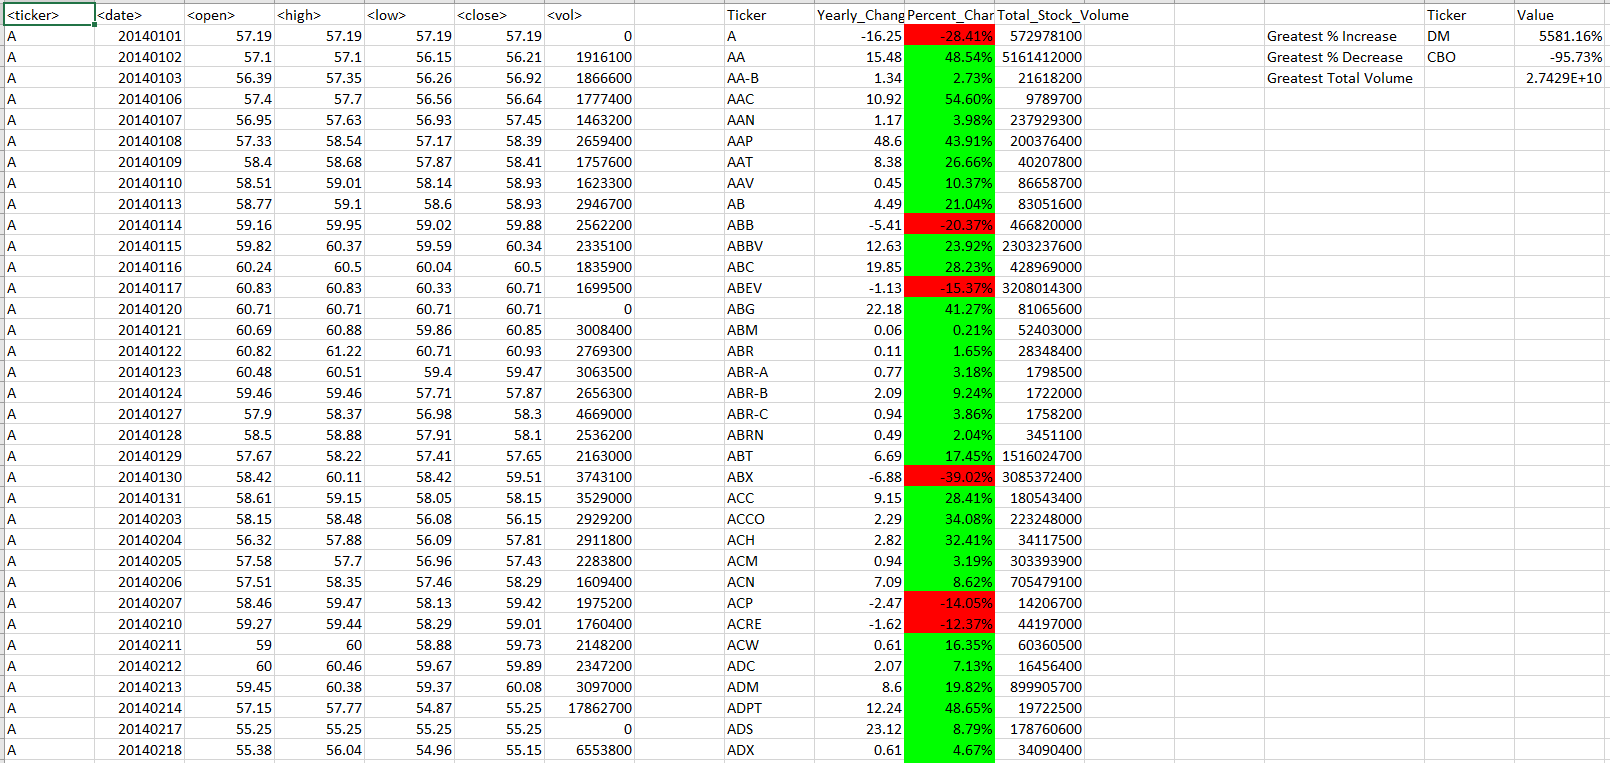 <ticker> <date> <open> <high> <low> <close> <vol> Ticker Yearly_Chang Percent_Char Total_Stock_Volume Ticker Value
A 20140101 57.19 57.19 57.19 57.19 0 A -16.25 -28.41% 572978100 Greatest % Increase DM 5581.16%
A 20140102 57.1 57.1 56.15 56.21 1916100 AA 15.48 48.54% 5161412000 Greatest % Decrease CBO -95.73%
A 20140103 56.39 57.35 56.26 56.92 1866600 AA-B 1.34 2.73% 21618200 Greatest Total Volume 2.7429E+10
A 20140106 57.4 57.7 56.56 56.64 1777400 AAC 10.92 54.60% 9789700
A 20140107 56.95 57.63 56.93 57.45 1463200 AAN 1.17 3.98% 237929300
A 20140108 57.33 58.54 57.17 58.39 2659400 AAP 48.6 43.91% 200376400
A 20140109 58.4 58.68 57.87 58.41 1757600 AAT 8.38 26.66% 40207800
A 20140110 58.51 59.01 58.14 58.93 1623300 AAV 0.45 10.37% 86658700
A 20140113 58.77 59.1 58.6 58.93 2946700 AB 4.49 21.04% 83051600
A 20140114 59.16 59.95 59.02 59.88 2562200 ABB -5.41 -20.37% 466820000
A 20140115 59.82 60.37 59.59 60.34 2335100 ABBV 12.63 23.92% 2303237600
A 20140116 60.24 60.5 60.04 60.5 1835900 ABC 19.85 28.23% 428969000
A 20140117 60.83 60.83 60.33 60.71 1699500 ABEV -1.13 -15.37% 3208014300
A 20140120 60.71 60.71 60.71 60.71 0 ABG 22.18 41.27% 81065600
A 20140121 60.69 60.88 59.86 60.85 3008400 ABM 0.06 0.21% 52403000
A 20140122 60.82 61.22 60.71 60.93 2769300 ABR 0.11 1.65% 28348400
A 20140123 60.48 60.51 59.4 59.47 3063500 ABR-A 0.77 3.18% 1798500
A 20140124 59.46 59.46 57.71 57.87 2656300 ABR-B 2.09 9.24% 1722000
A 20140127 57.9 58.37 56.98 58.3 4669000 ABR-C 0.94 3.86% 1758200
A 20140128 58.5 58.88 57.91 58.1 2536200 ABRN 0.49 2.04% 3451100
A 20140129 57.67 58.22 57.41 57.65 2163000 ABT 6.69 17.45% 1516024700
A 20140130 58.42 60.11 58.42 59.51 3743100 ABX -6.88 -39.02% 3085372400
A 20140131 58.61 59.15 58.05 58.15 3529000 ACC 9.15 28.41% 180543400
A 20140203 58.15 58.48 56.08 56.15 2929200 ACCO 2.29 34.08% 223248000
A 20140204 56.32 57.88 56.09 57.81 2911800 ACH 2.82 32.41% 34117500
A 20140205 57.58 57.7 56.96 57.43 2283800 ACM 0.94 3.19% 303393900
A 20140206 57.51 58.35 57.46 58.29 1609400 ACN 7.09 8.62% 705479100
A 20140207 58.46 59.47 58.13 59.42 1975200 ACP -2.47 -14.05% 14206700
A 20140210 59.27 59.44 58.29 59.01 1760400 ACRE -1.62 -12.37% 44197000
A 20140211 59 60 58.88 59.73 2148200 ACW 0.61 16.35% 60360500
A 20140212 60 60.46 59.67 59.89 2347200 ADC 2.07 7.13% 16456400
A 20140213 59.45 60.38 59.37 60.08 3097000 ADM 8.6 19.82% 899905700
A 20140214 57.15 57.77 54.87 55.25 17862700 ADPT 12.24 48.65% 19722500
A 20140217 55.25 55.25 55.25 55.25 0 ADS 23.12 8.79% 178760600
A 20140218 55.38 56.04 54.96 55.15 6553800 ADX 0.61 4.67% 34090400